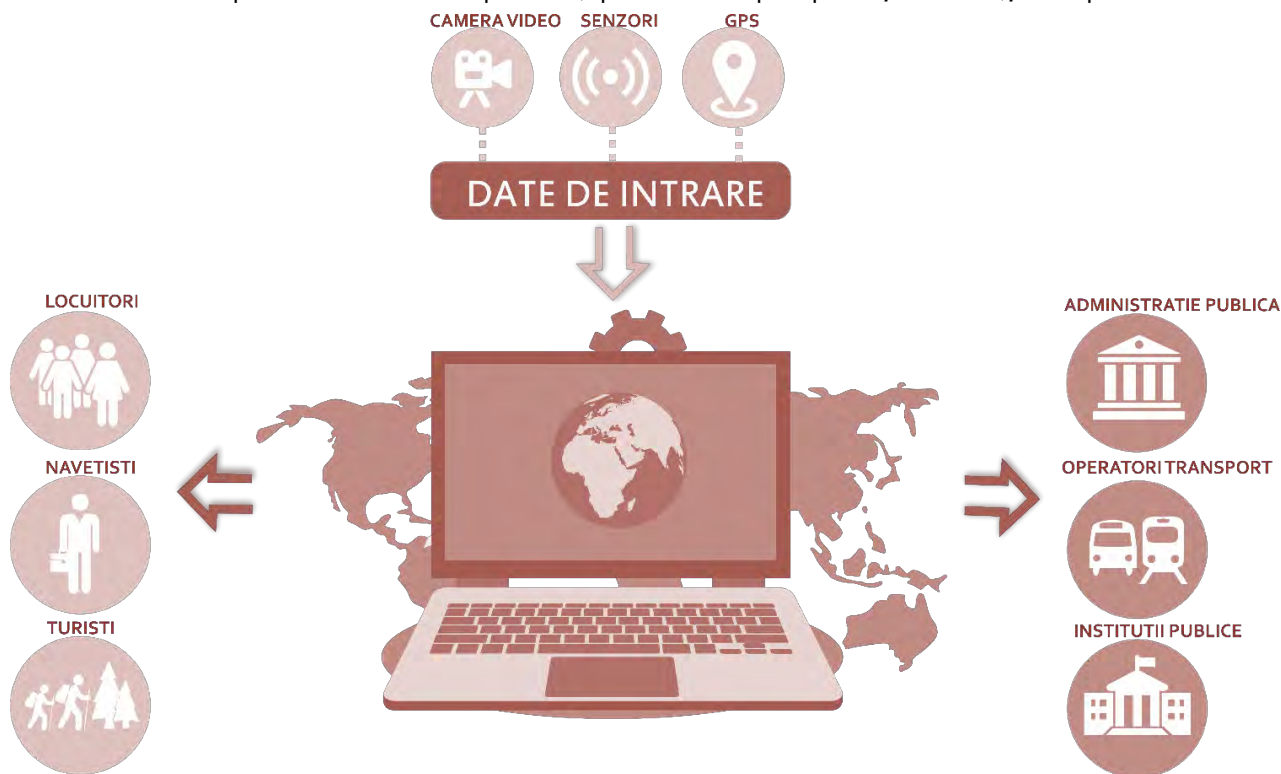 CAMERA VIDEO SENZORI GPS
DATE DE INTRARE
LOCUITORI
ADMINISTRATIE PUBLICA
NAVETISTI
OPERATORI TRANSPORT
TURISTI
INSTITUTII PUBLICE